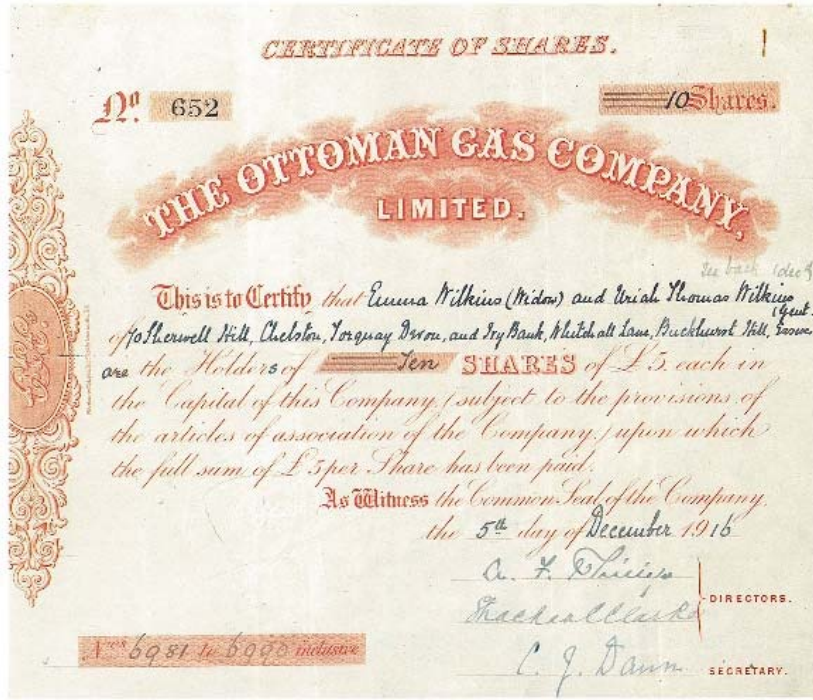 CERTIFICATE OF SHARES.
No. 652
10 Shares.
THE OTTOMAN GAS COMPANY,
LIMITED.
See back
This is to Certify that Emma Wilkins (Widow) and Uriah Thomas Wilkins
(Gent.
of 70 Sherwell Hill, Chelston, Torquay Devon, and Ivy Bank, Whitehall Lane, Buckhurst Hill, Essex
are the Holders of Ten SHARES of £5 each in
the Capital of this Company, (subject to the provisions of
the articles of association of the Company,) upon which
the full sum of £5 per Share has been paid.
As Witness the Common Seal of the Company,
the 5th day of December 1916
A. F. Phillips
DIRECTORS.
C. J. Dann
SECRETARY.
Nos 6981 to 6990 inclusive